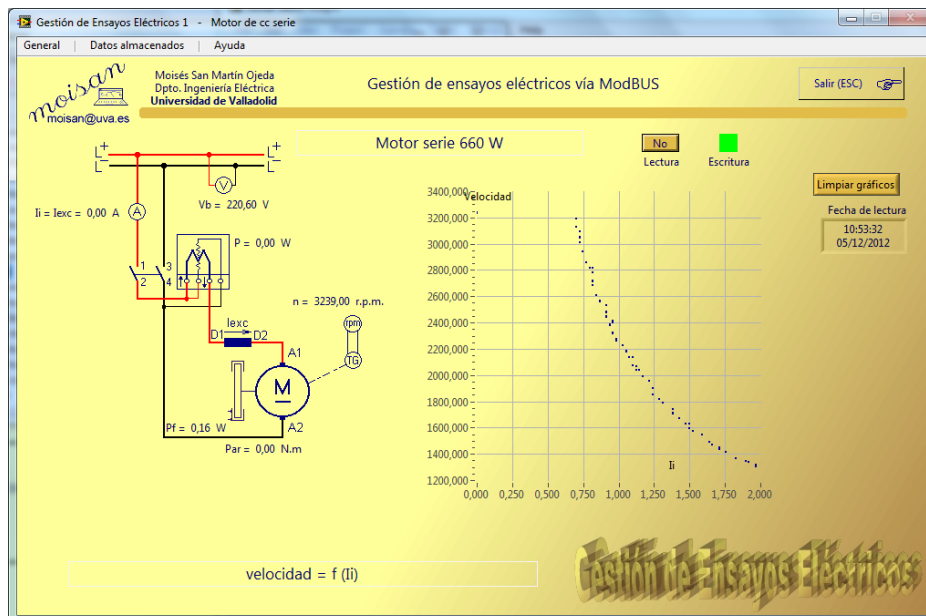 Gestión de Ensayos Eléctricos 1 - Motor de cc serie
General | Datos almacenados | Ayuda
moisan
moisan@uva.es
Moisés San Martín Ojeda
Dpto. Ingeniería Eléctrica
Universidad de Valladolid
Gestión de ensayos eléctricos vía ModBUS
Salir (ESC)
Motor serie 660 W
No
Lectura
Escritura
Limpiar gráficos
Fecha de lectura
10:53:32
05/12/2012
L+
L-
L+
L-
V
Vb = 220,60 V
Ii = Iexc = 0,00 A
A
P = 0,00 W
1
3
2
4
n = 3239,00 r.p.m.
rpm
TG
Iexc
D1
D2
A1
M
A2
Pf = 0,16 W
Par = 0,00 N.m
Velocidad
3400,000
3200,000
3000,000
2800,000
2600,000
2400,000
2200,000
2000,000
1800,000
1600,000
1400,000
1200,000
Ii
0,000 0,250 0,500 0,750 1,000 1,250 1,500 1,750 2,000
velocidad = f (Ii)
Gestión de Ensayos Eléctricos